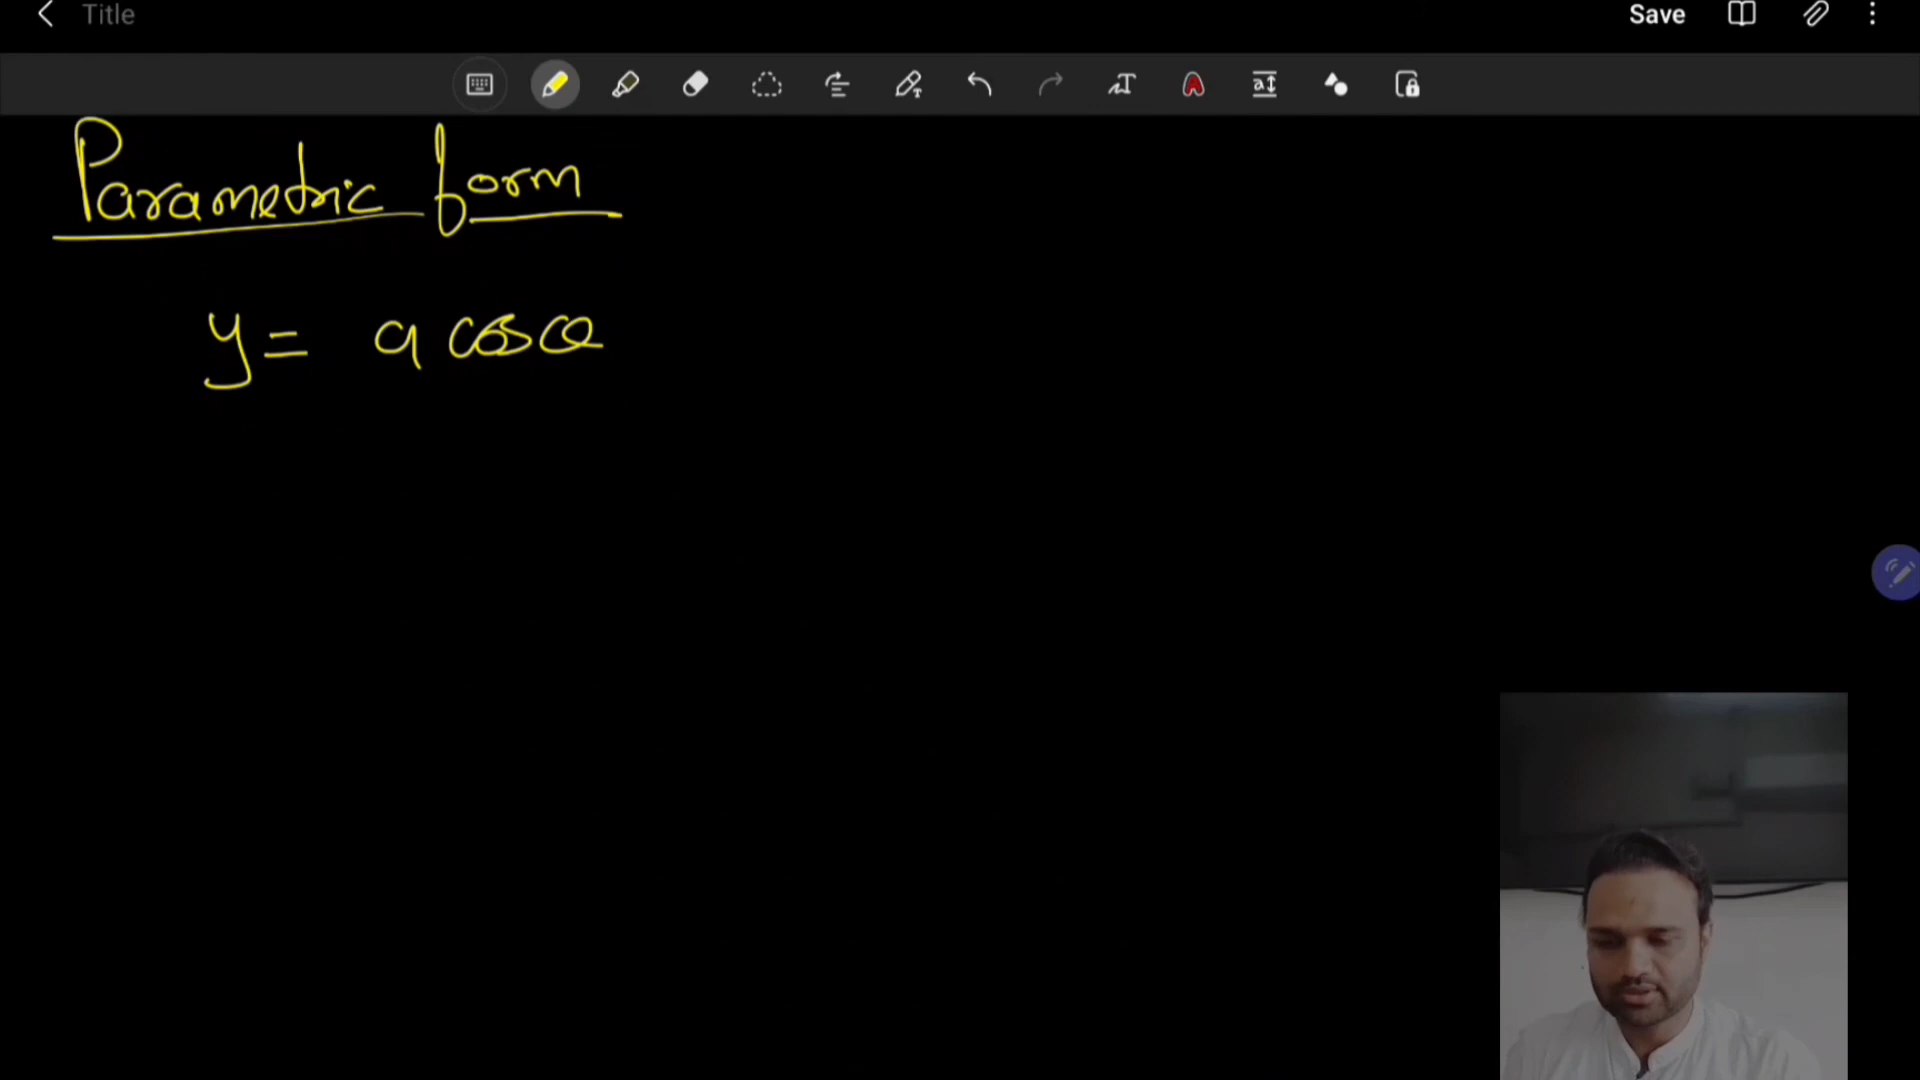 Title
Save
Parametric form
y = a cosθ